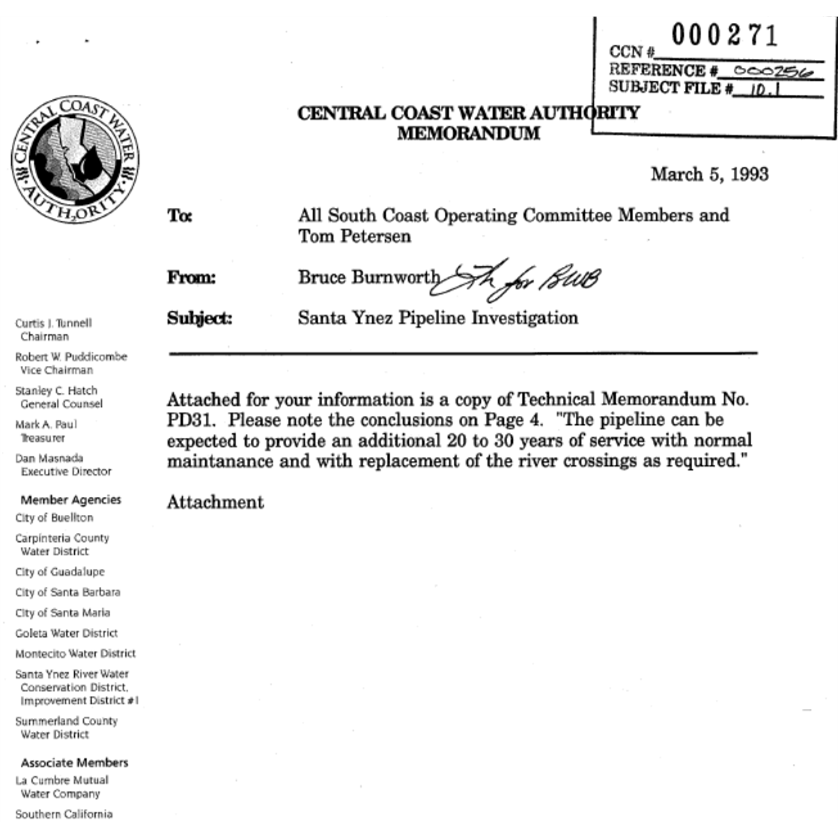 CCN # 000271
REFERENCE # 000256
SUBJECT FILE # 10.1
CENTRAL COAST WATER AUTHORITY
MEMORANDUM
CENTRAL COAST WATER
AUTHORITY
March 5, 1993
To: All South Coast Operating Committee Members and
Tom Petersen
From: Bruce Burnworth for BWB
Subject: Santa Ynez Pipeline Investigation
Curtis J. Tunnell
Chairman
Robert W. Puddicombe
Vice Chairman
Stanley C. Hatch
General Counsel
Mark A. Paul
Treasurer
Dan Masnada
Executive Director
Member Agencies
City of Buellton
Carpinteria County
Water District
City of Guadalupe
City of Santa Barbara
City of Santa Maria
Goleta Water District
Montecito Water District
Santa Ynez River Water
Conservation District,
Improvement District #1
Summerland County
Water District
Associate Members
La Cumbre Mutual
Water Company
Southern California
Attached for your information is a copy of Technical Memorandum No.
PD31. Please note the conclusions on Page 4. "The pipeline can be
expected to provide an additional 20 to 30 years of service with normal
maintanance and with replacement of the river crossings as required."
Attachment